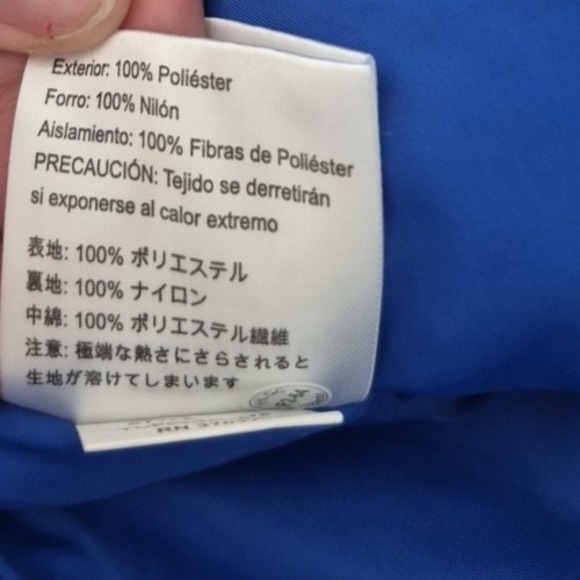 Exterior: 100% Poliéster
Forro: 100% Nilón
Aislamiento: 100% Fibras de Poliéster
PRECAUCIÓN: Tejido se derretirán
si exponerse al calor extremo
表地: 100% ポリエステル
裏地: 100% ナイロン
中綿: 100% ポリエステル繊維
注意: 極端な熱さにさらされると
生地が溶けてしまいます
RN